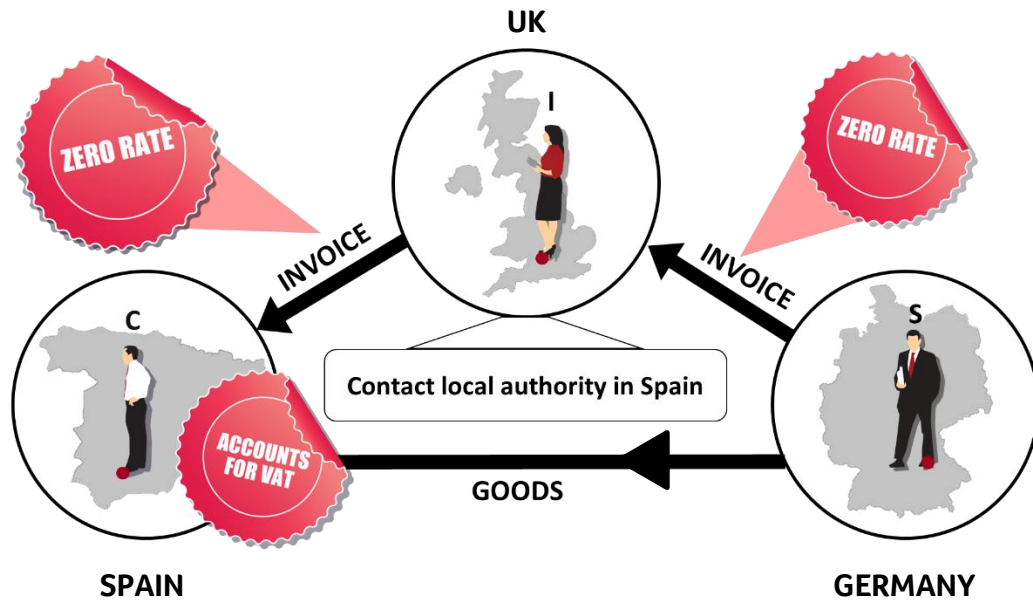 UK
ZERO RATE
I
ZERO RATE
INVOICE
INVOICE
C
S
Contact local authority in Spain
ACCOUNTS
FOR VAT
GOODS
SPAIN
GERMANY